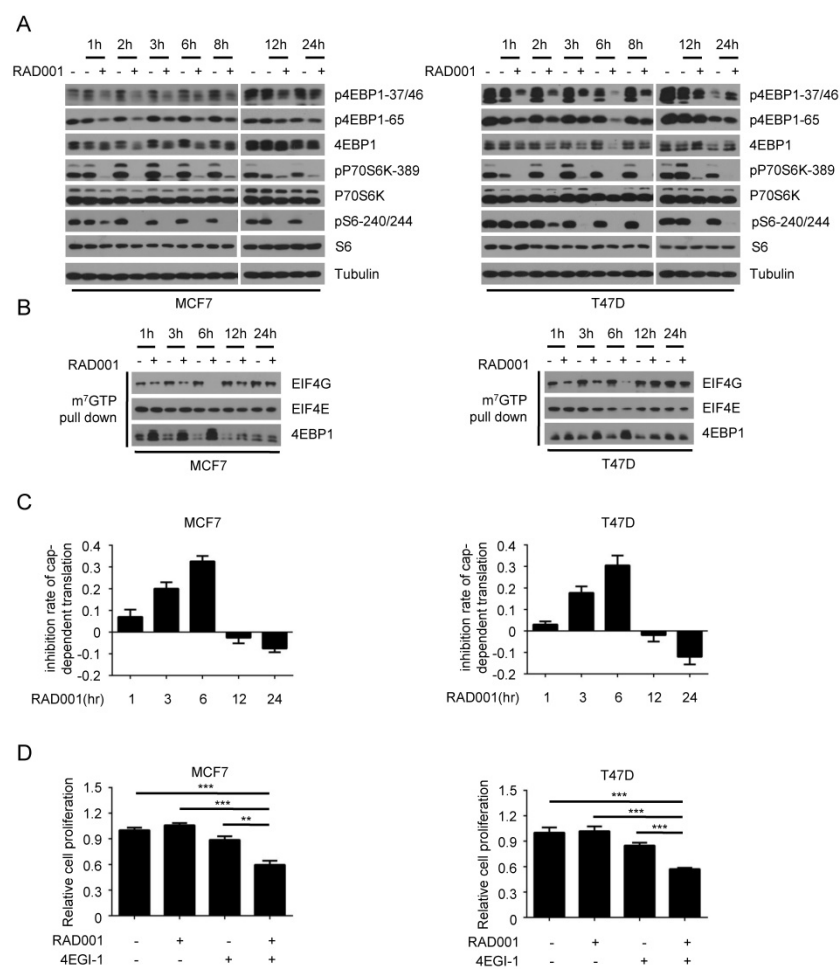 A
1h 2h 3h 6h 8h 12h 24h
RAD001 - - + - + - + - + - + - - + - +
p4EBP1-37/46
p4EBP1-65
4EBP1
pP70S6K-389
P70S6K
pS6-240/244
S6
Tubulin
MCF7
1h 2h 3h 6h 8h 12h 24h
RAD001 - - + - + - + - + - + - - + - +
p4EBP1-37/46
p4EBP1-65
4EBP1
pP70S6K-389
P70S6K
pS6-240/244
S6
Tubulin
T47D
B
1h 3h 6h 12h 24h
RAD001 - + - + - + - + - +
m⁷GTP
pull down
EIF4G
EIF4E
4EBP1
MCF7
1h 3h 6h 12h 24h
RAD001 - + - + - + - + - +
m⁷GTP
pull down
EIF4G
EIF4E
4EBP1
T47D
C
MCF7
inhibition rate of cap-
dependent translation
0.4
0.3
0.2
0.1
0
-0.1
-0.2
RAD001(hr) 1 3 6 12 24
T47D
inhibition rate of cap-
dependent translation
0.4
0.3
0.2
0.1
0
-0.1
-0.2
RAD001(hr) 1 3 6 12 24
D
MCF7
Relative cell proliferation
1.5
1.2
0.9
0.6
0.3
0
***
***
**
RAD001 - + - +
4EGI-1 - - + +
T47D
Relative cell proliferation
1.5
1.2
0.9
0.6
0.3
0
***
***
***
RAD001 - + - +
4EGI-1 - - + +